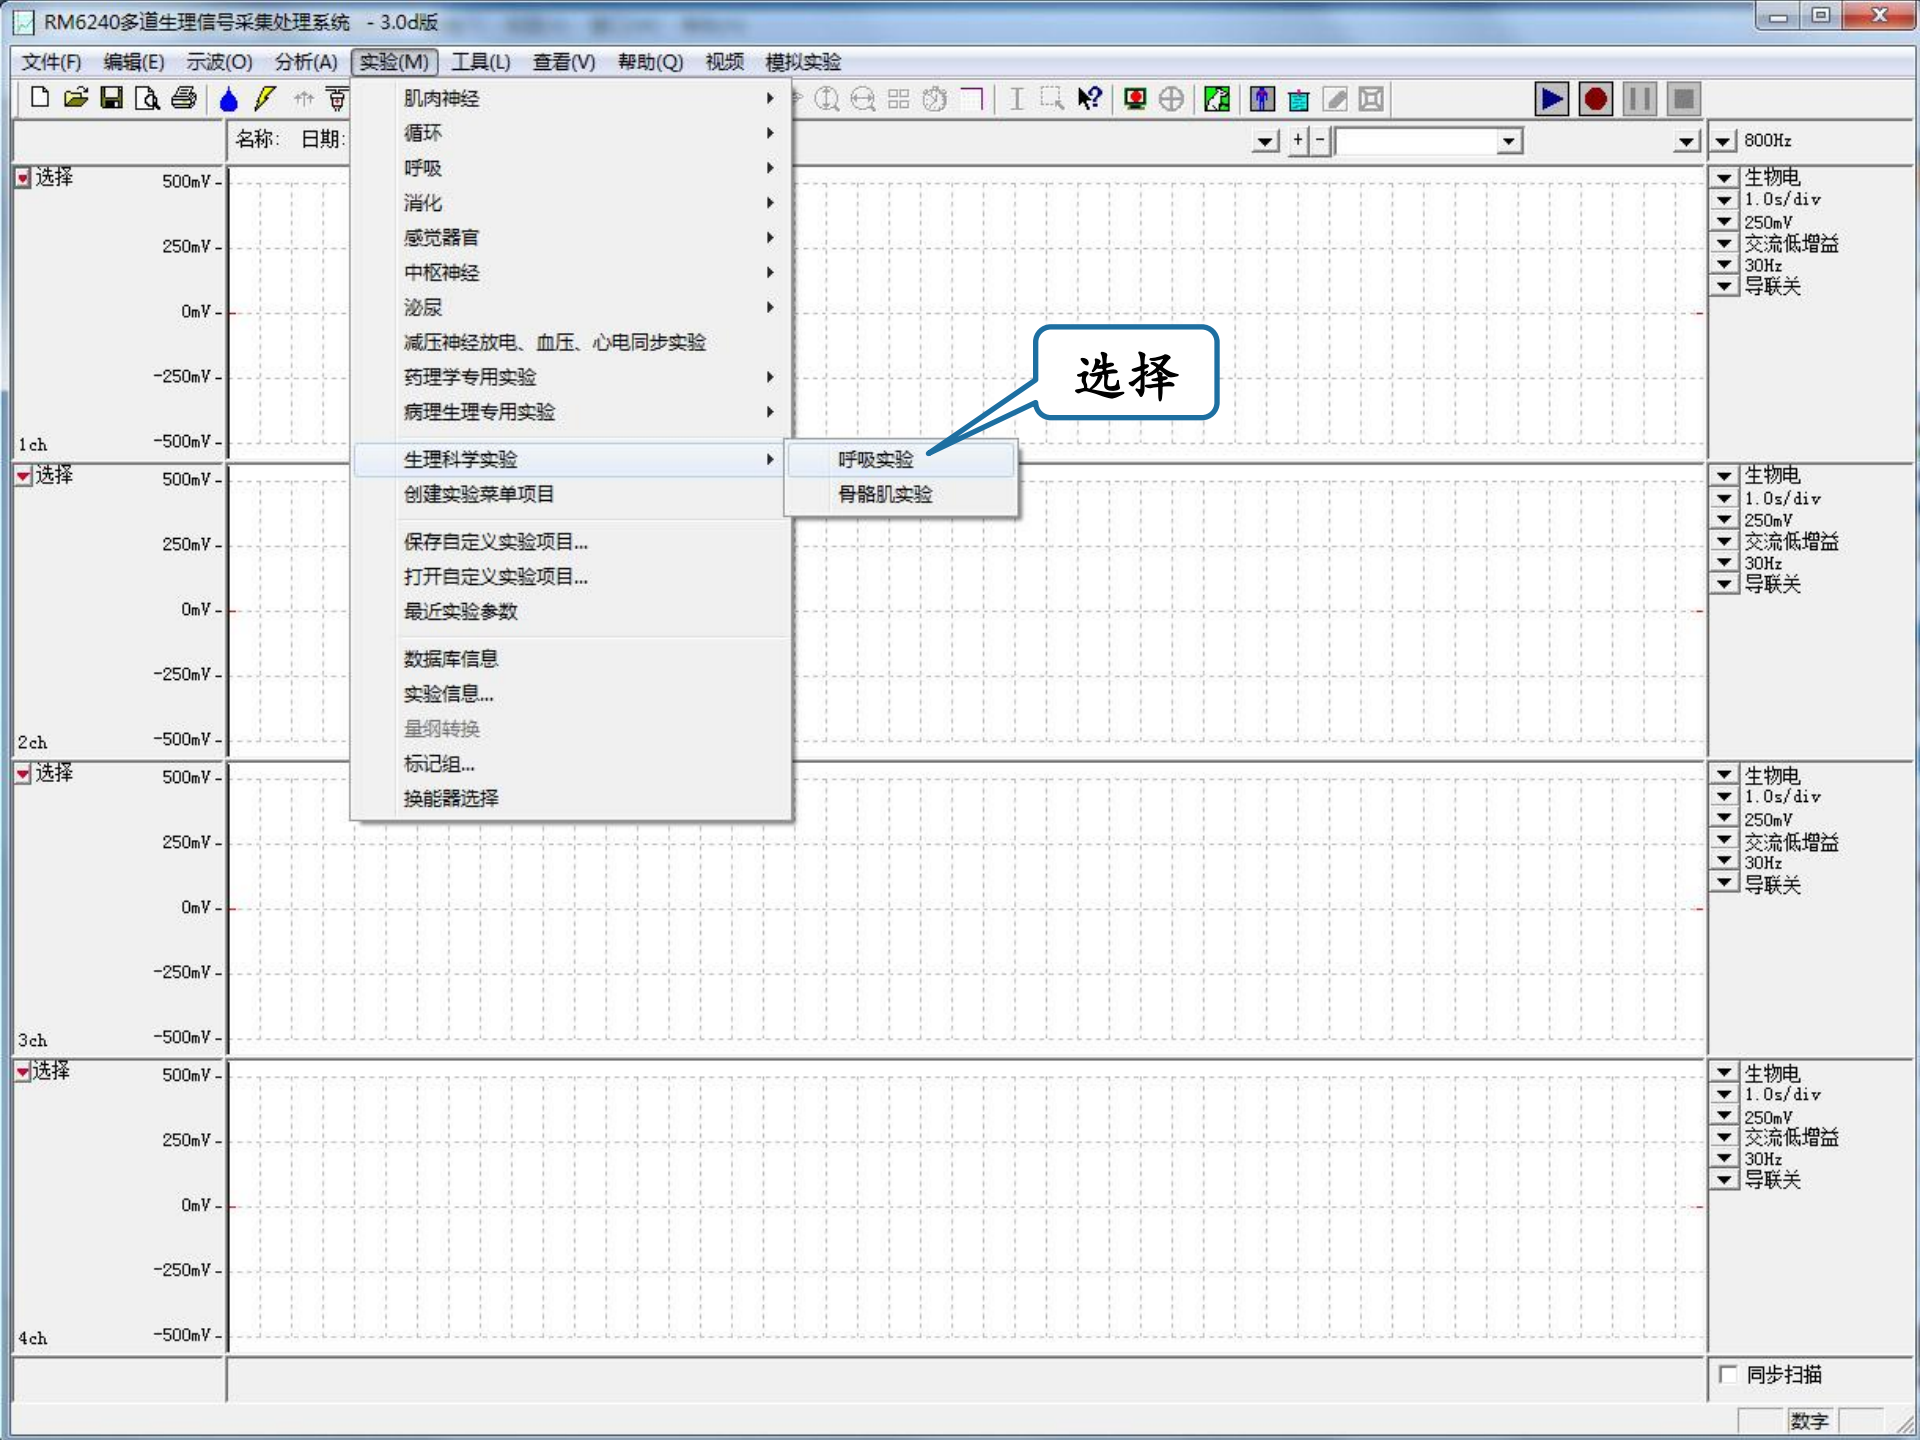 RM6240多道生理信号采集处理系统 - 3.0d版
文件(F) 编辑(E) 示波(O) 分析(A) 实验(M) 工具(L) 查看(V) 帮助(Q) 视频 模拟实验
名称: 日期:
+ -
800Hz
肌肉神经
循环
呼吸
消化
感觉器官
中枢神经
泌尿
减压神经放电、血压、心电同步实验
药理学专用实验
病理生理专用实验
生理科学实验
创建实验菜单项目
保存自定义实验项目...
打开自定义实验项目...
最近实验参数
数据库信息
实验信息...
量纲转换
标记组...
换能器选择
呼吸实验
骨骼肌实验
选择
选择
500mV
250mV
0mV
-250mV
-500mV
1ch
生物电
1.0s/div
250mV
交流低增益
30Hz
导联关
选择
500mV
250mV
0mV
-250mV
-500mV
2ch
生物电
1.0s/div
250mV
交流低增益
30Hz
导联关
选择
500mV
250mV
0mV
-250mV
-500mV
3ch
生物电
1.0s/div
250mV
交流低增益
30Hz
导联关
选择
500mV
250mV
0mV
-250mV
-500mV
4ch
生物电
1.0s/div
250mV
交流低增益
30Hz
导联关
同步扫描
数字